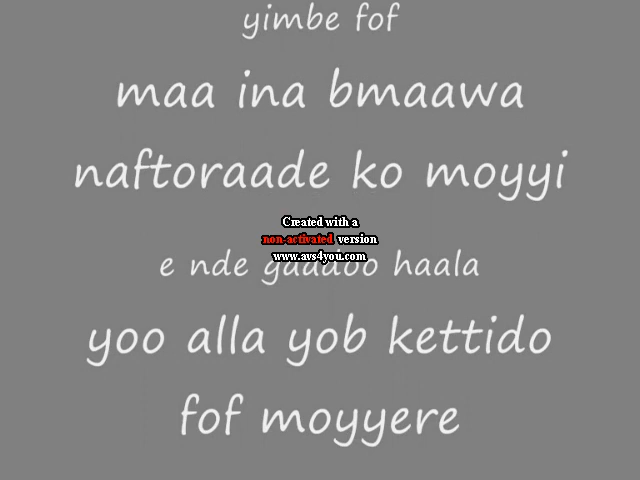 yimbe fof
maa ina bmaawa
naftoraade ko moyyi
Created with a
non-activated version
www.avs4you.com
e nde haala
yoo alla yob kettido
fof moyyere